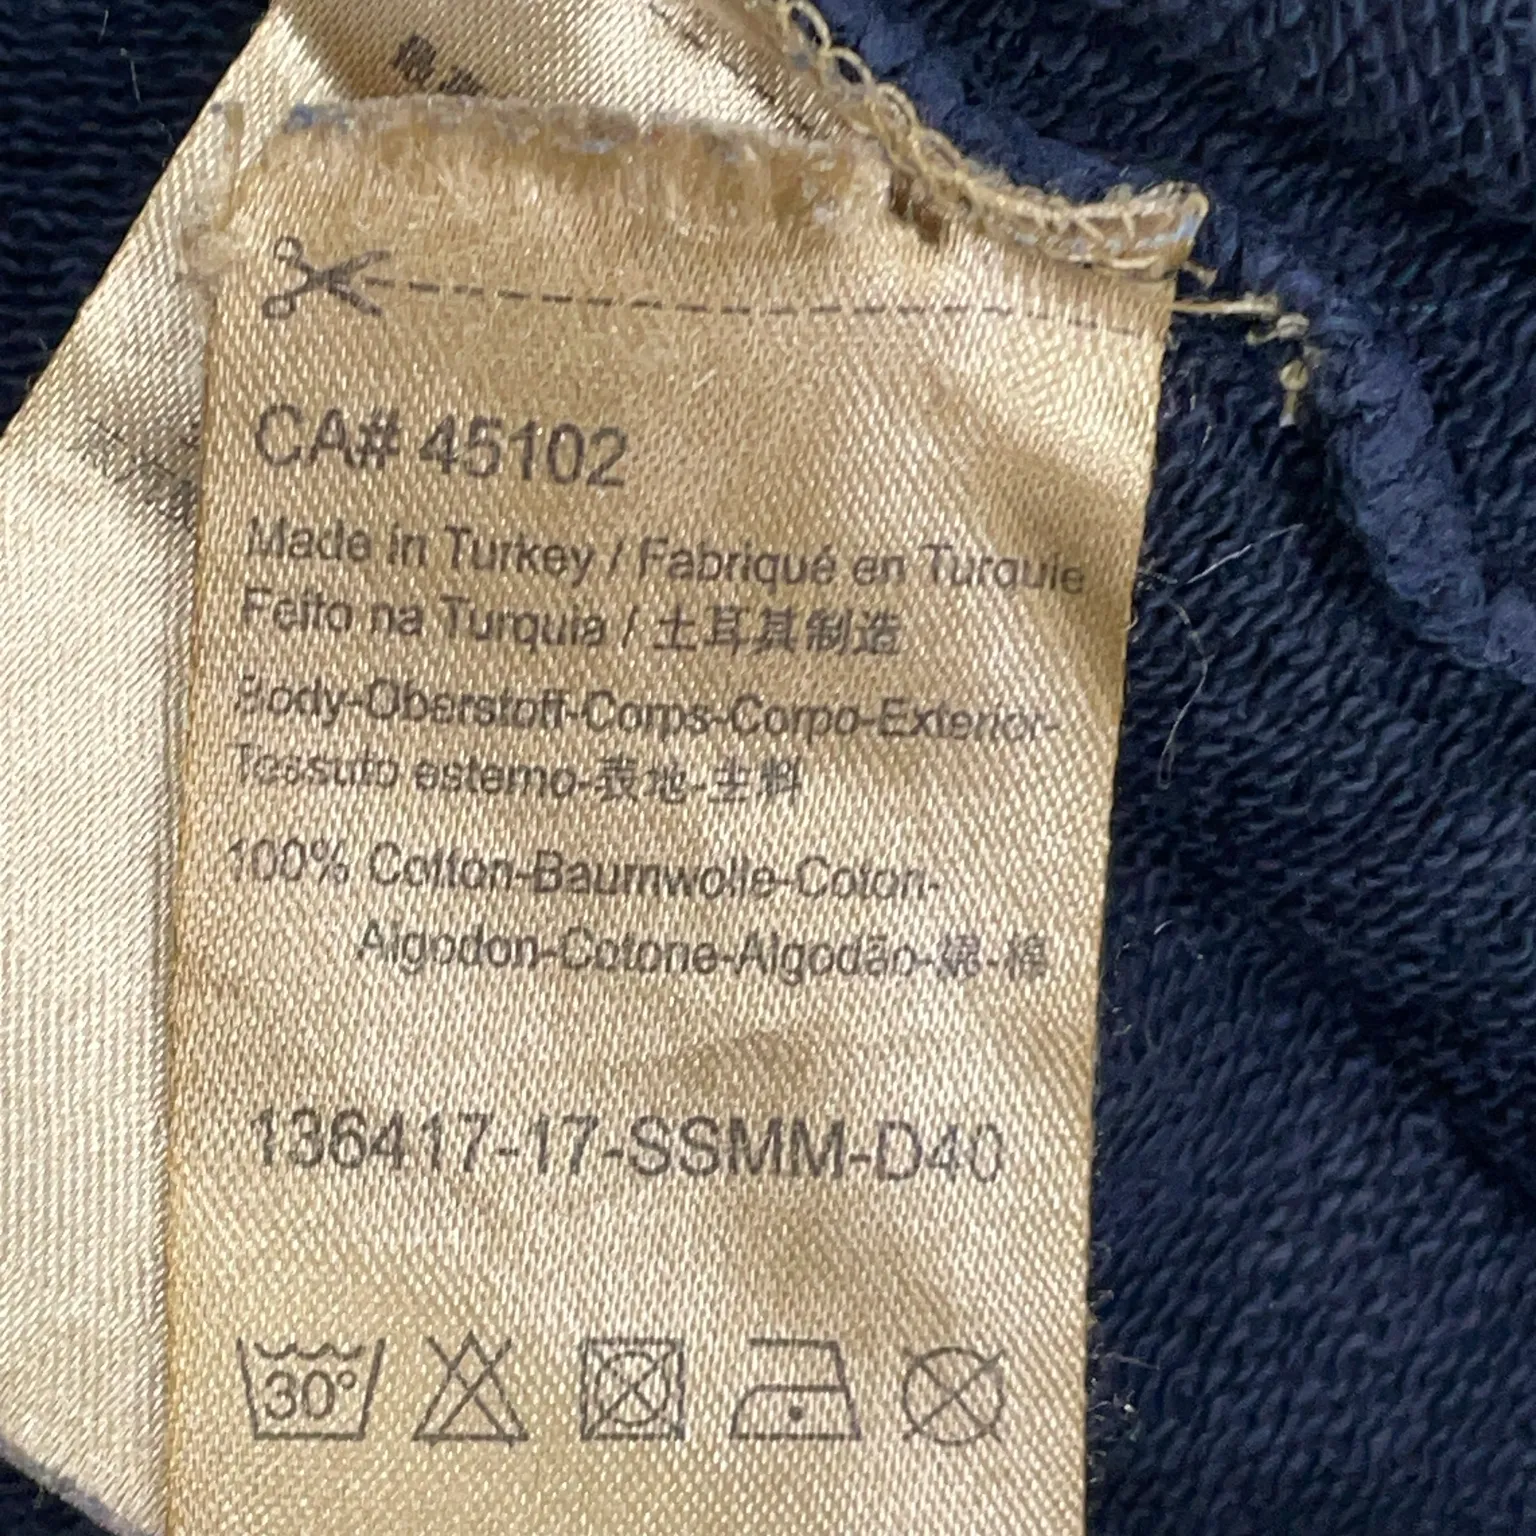 CA# 45102
Made in Turkey / Fabriqué en Turquie
Feito na Turquia / 土耳其制造
Body-Oberstoff-Corps-Corpo-Exterior-
Tessuto esterno-表地-主料
100% Cotton-Baumwolle-Coton-
Algodon-Cotone-Algodão-綿-棉
136417-17-SSMM-D40
30°